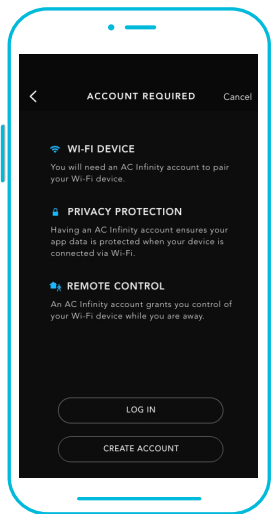 ACCOUNT REQUIRED Cancel
WI-FI DEVICE
You will need an AC Infinity account to pair
your Wi-Fi device.
PRIVACY PROTECTION
Having an AC Infinity account ensures your
app data is protected when your device is
connected via Wi-Fi.
REMOTE CONTROL
An AC Infinity account grants you control of
your Wi-Fi device while you are away.
LOG IN
CREATE ACCOUNT